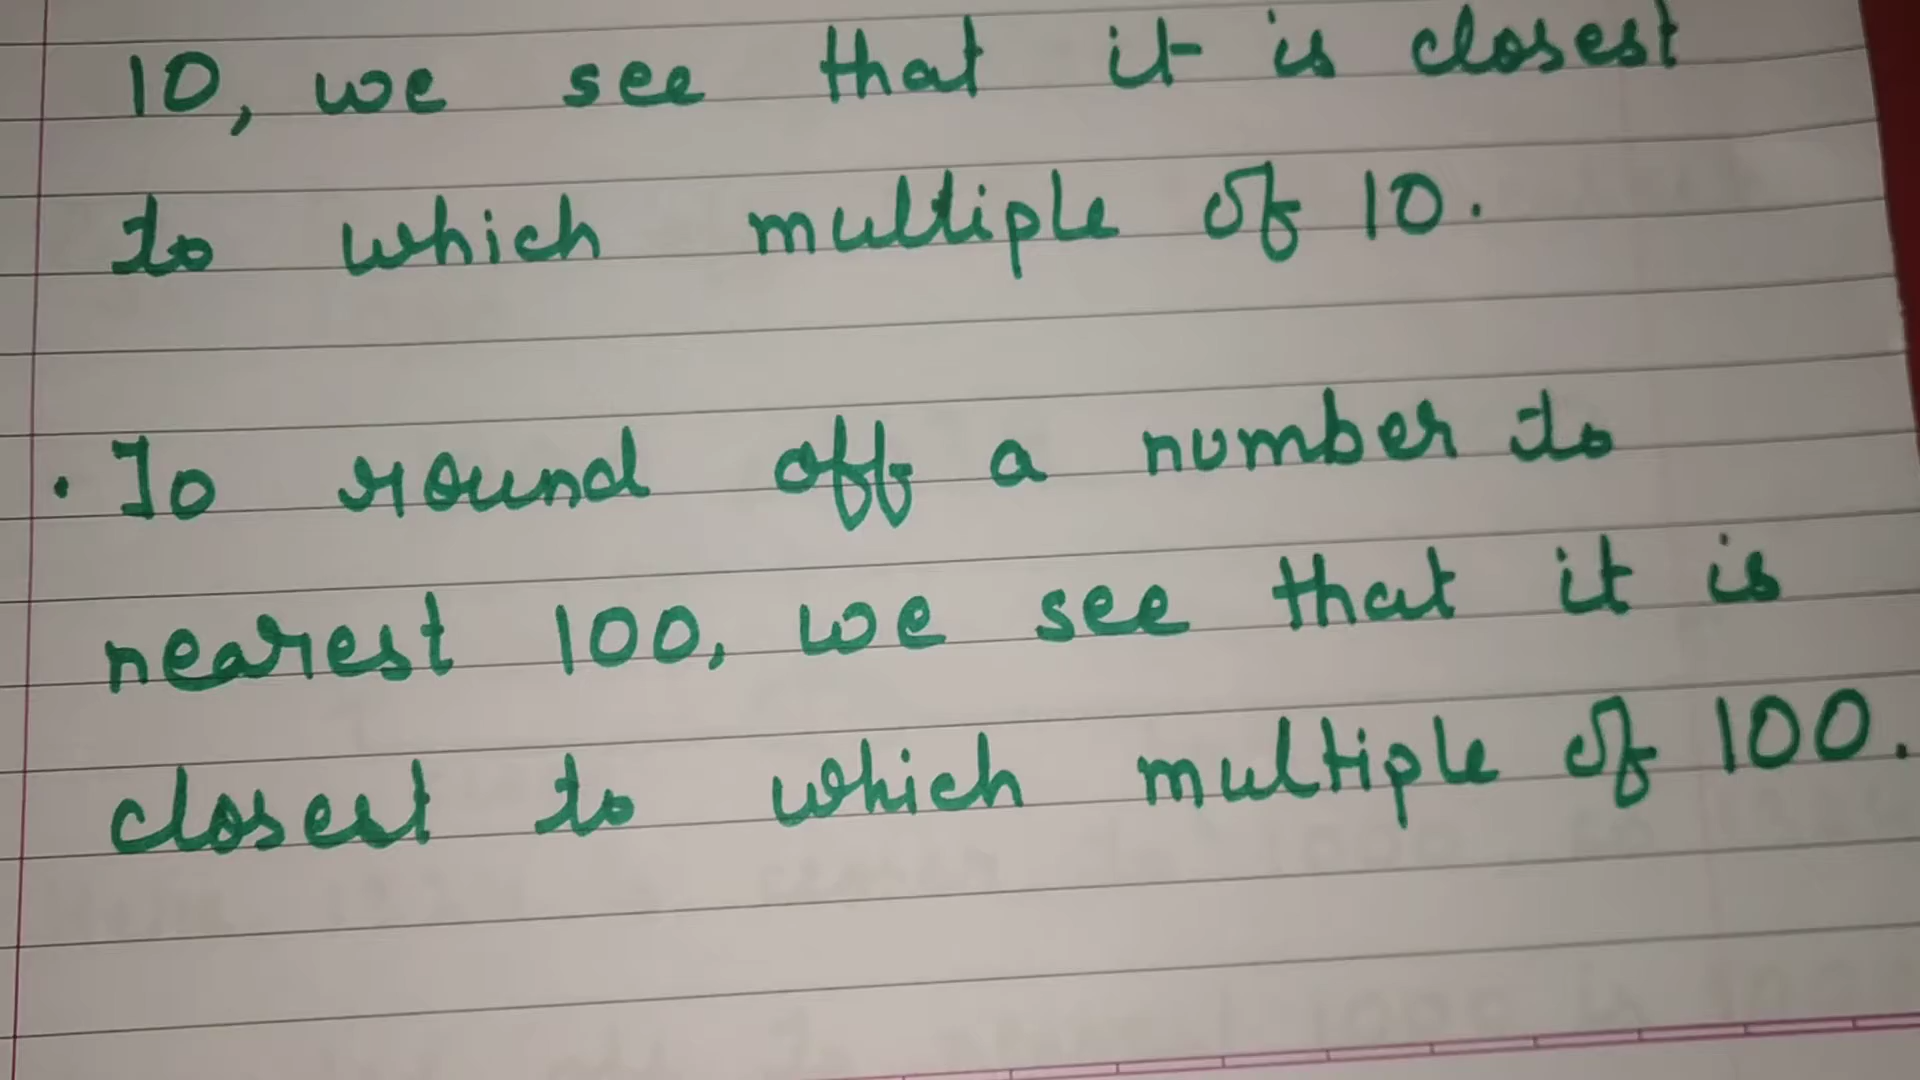 10, we see that it is closest
to which multiple of 10.
• To round off a number to
nearest 100, we see that it is
closest to which multiple of 100.